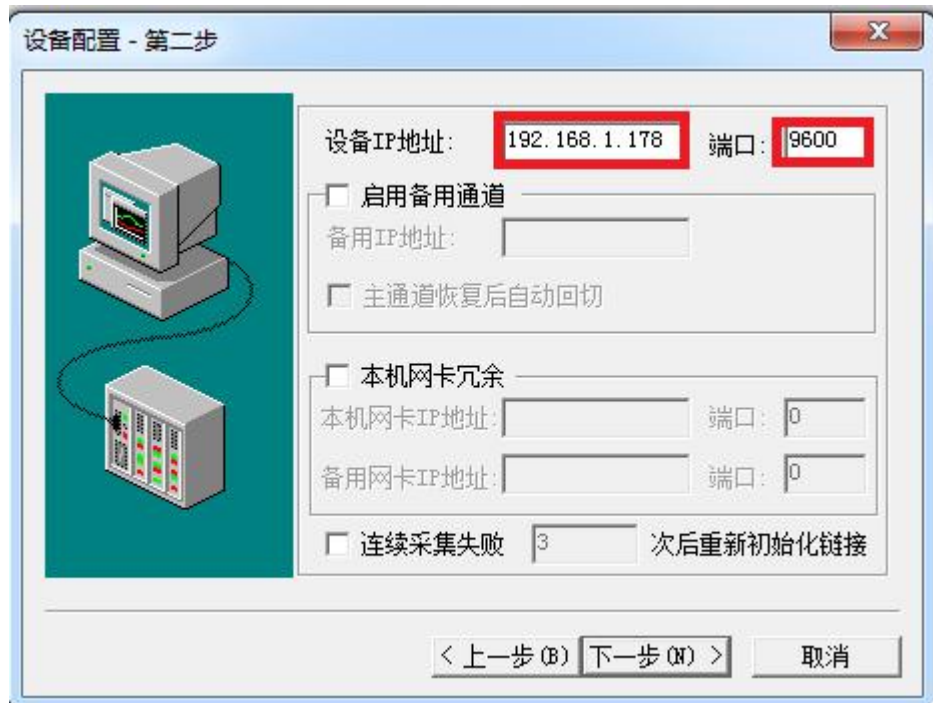 设备配置 - 第二步
设备IP地址: 192.168.1.178 端口: 9600
启用备用通道
备用IP地址:
主通道恢复后自动回切
本机网卡冗余
本机网卡IP地址: 端口: 0
备用网卡IP地址: 端口: 0
连续采集失败 3 次后重新初始化链接
< 上一步(B) 下一步(N) > 取消